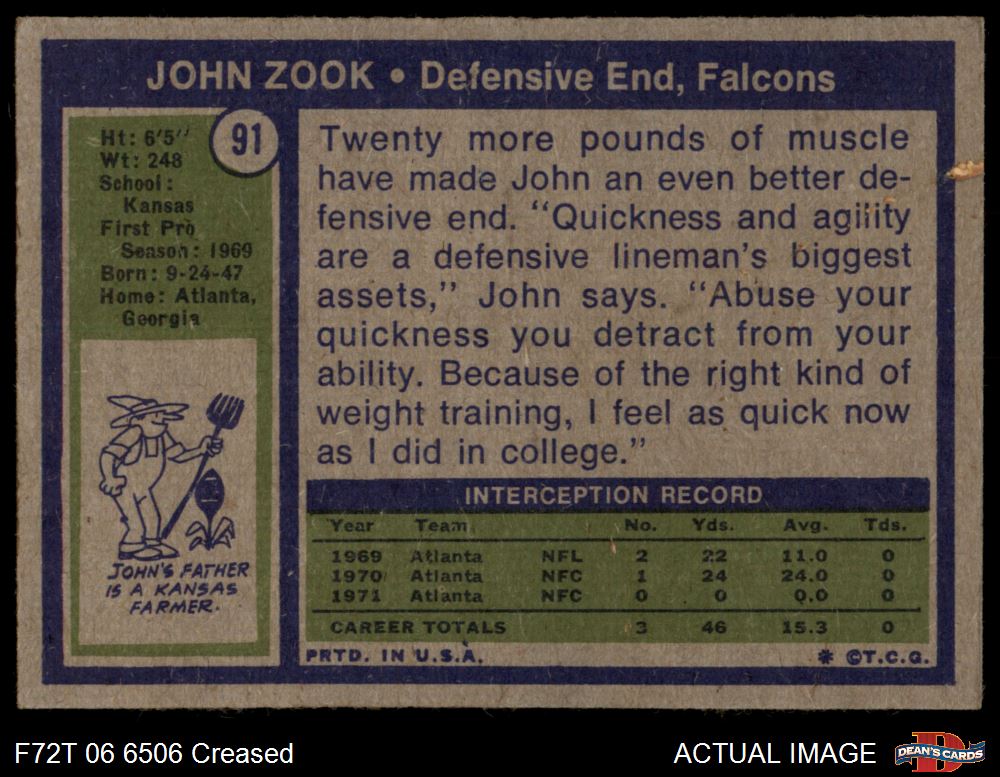 JOHN ZOOK • Defensive End, Falcons
91
Ht: 6'5"
Wt: 248
School:
Kansas
First Pro
Season: 1969
Born: 9-24-47
Home: Atlanta,
Georgia
JOHN'S FATHER
IS A KANSAS
FARMER.
Twenty more pounds of muscle
have made John an even better de-
fensive end. "Quickness and agility
are a defensive lineman's biggest
assets," John says. "Abuse your
quickness you detract from your
ability. Because of the right kind of
weight training, I feel as quick now
as I did in college."
INTERCEPTION RECORD
Year Team No. Yds. Avg. Tds.
1969 Atlanta NFL 2 22 11.0 0
1970 Atlanta NFC 1 24 24.0 0
1971 Atlanta NFC 0 0 0.0 0
CAREER TOTALS 3 46 15.3 0
PRTD. IN U.S.A. * ©T.C.G.
F72T 06 6506 Creased
ACTUAL IMAGE
D
DEAN'S CARDS